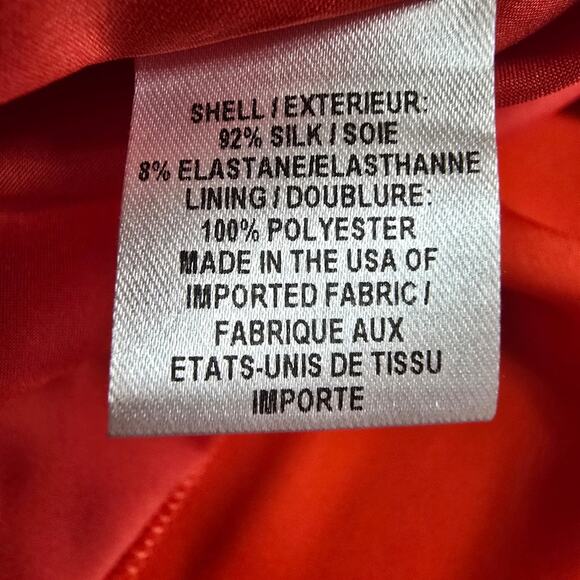 SHELL / EXTERIEUR:
92% SILK / SOIE
8% ELASTANE/ELASTHANNE
LINING / DOUBLURE:
100% POLYESTER
MADE IN THE USA OF
IMPORTED FABRIC /
FABRIQUE AUX
ETATS-UNIS DE TISSU
IMPORTE